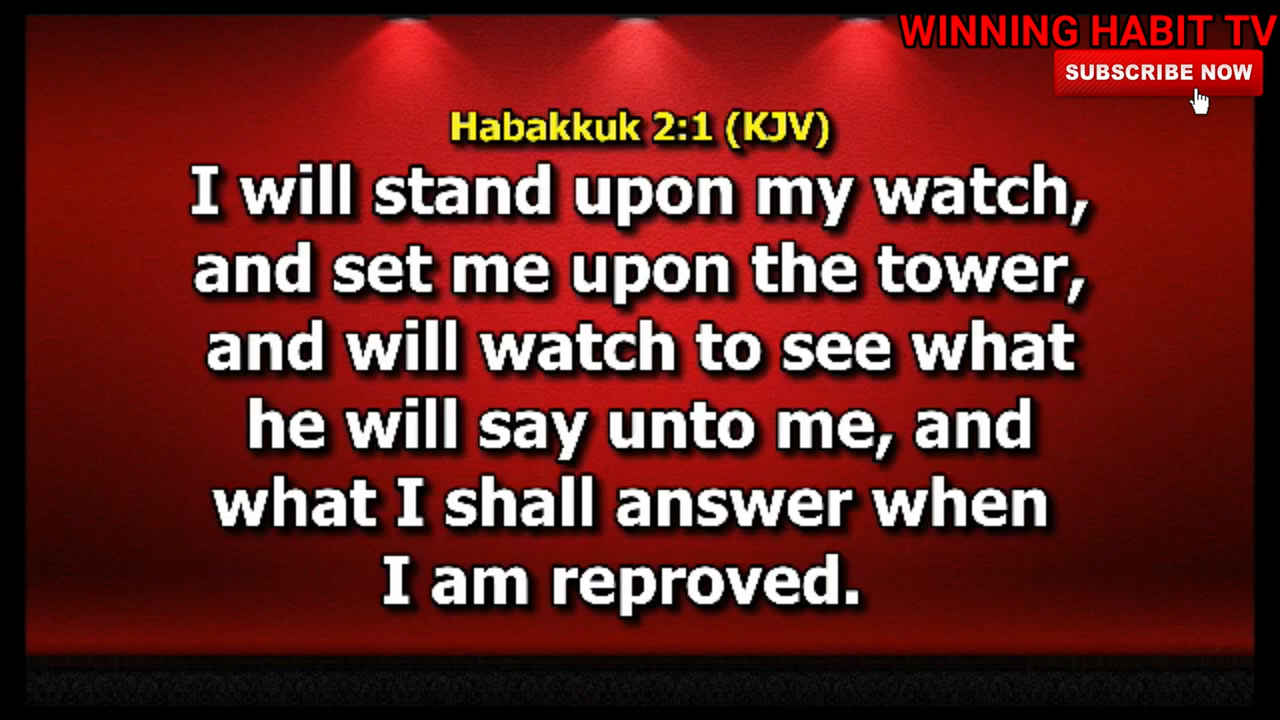 WINNING HABIT TV
SUBSCRIBE NOW
Habakkuk 2:1 (KJV)
I will stand upon my watch,
and set me upon the tower,
and will watch to see what
he will say unto me, and
what I shall answer when
I am reproved.